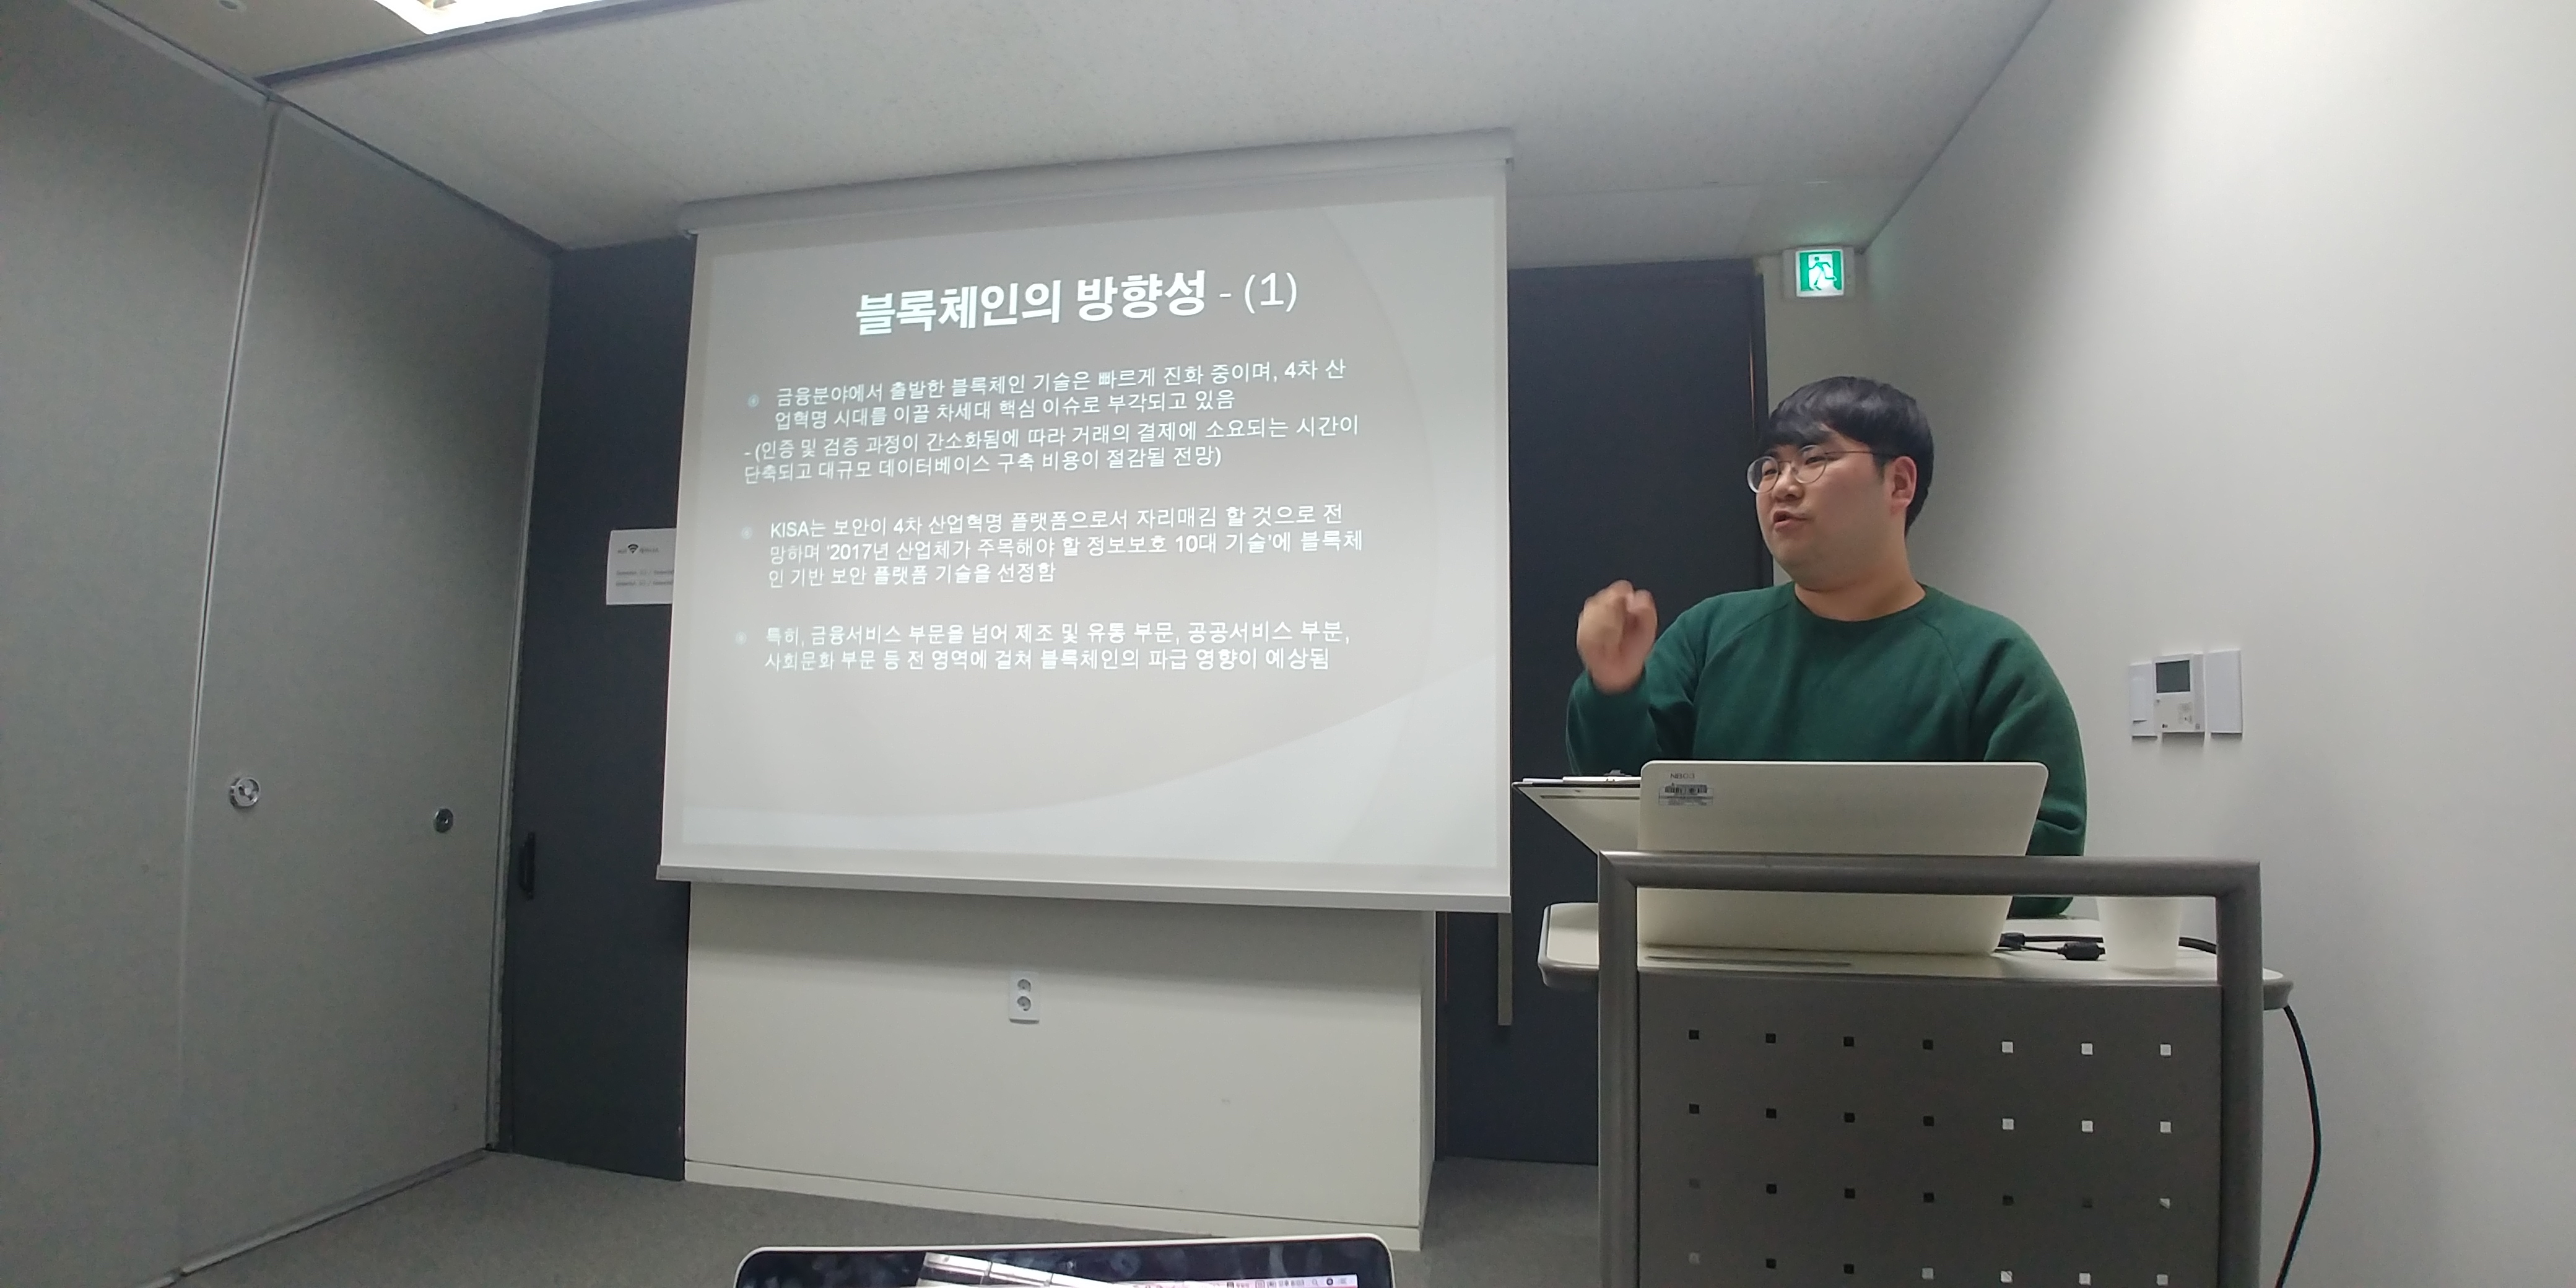 블록체인의 방향성 - (1)
금융분야에서 출발한 블록체인 기술은 빠르게 진화 중이며, 4차 산
업혁명 시대를 이끌 차세대 핵심 이슈로 부각되고 있음
- (인증 및 검증 과정이 간소화됨에 따라 거래의 결제에 소요되는 시간이
단축되고 대규모 데이터베이스 구축 비용이 절감될 전망)
KISA는 보안이 4차 산업혁명 플랫폼으로서 자리매김 할 것으로 전
망하며 '2017년 산업체가 주목해야 할 정보보호 10대 기술'에 블록체
인 기반 보안 플랫폼 기술을 선정함
특히, 금융서비스 부문을 넘어 제조 및 유통 부문, 공공서비스 부분,
사회문화 부문 등 전 영역에 걸쳐 블록체인의 파급 영향이 예상됨